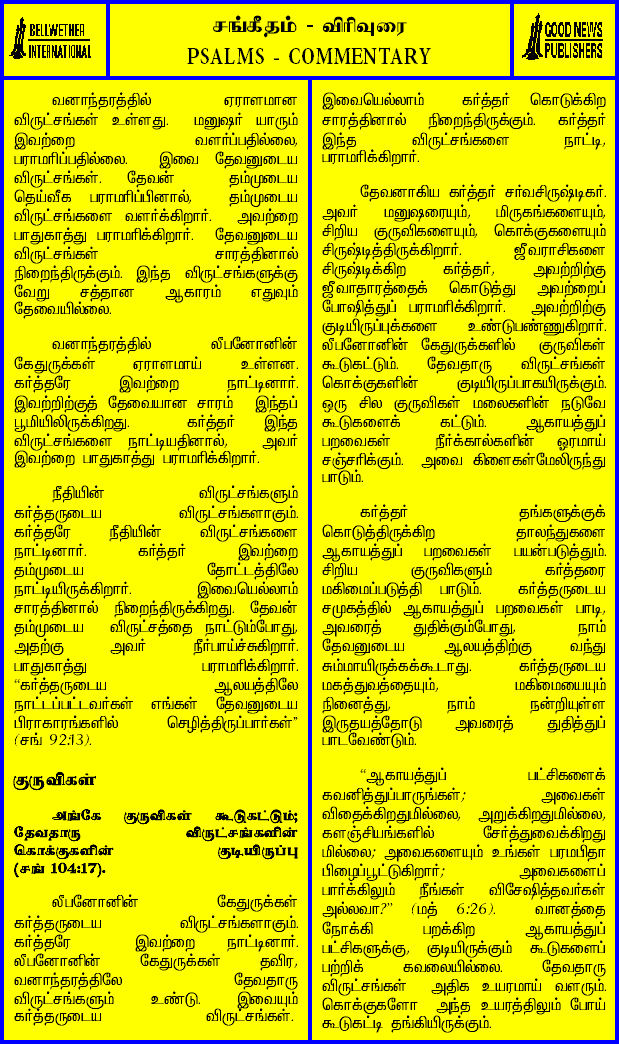 BELLWETHER
INTERNATIONAL
சங்கீதம் - விரிவுரை
PSALMS - COMMENTARY
GOOD NEWS
PUBLISHERS
வனாந்தரத்தில் ஏராளமான
விருட்சங்கள் உள்ளது. மனுஷர் யாரும்
இவற்றை வளர்ப்பதில்லை,
பராமரிப்பதில்லை. இவை தேவனுடைய
விருட்சங்கள். தேவன் தம்முடைய
தெய்வீக பராமரிப்பினால், தம்முடைய
விருட்சங்களை வளர்க்கிறார். அவற்றை
பாதுகாத்து பராமரிக்கிறார். தேவனுடைய
விருட்சங்கள் சாரத்தினால்
நிறைந்திருக்கும். இந்த விருட்சங்களுக்கு
வேறு சத்தான ஆகாரம் எதுவும்
தேவையில்லை.
வனாந்தரத்தில் லீபனோனின்
கேதுருக்கள் ஏராளமாய் உள்ளன.
கர்த்தரே இவற்றை நாட்டினார்.
இவற்றிற்குத் தேவையான சாரம் இந்தப்
பூமியிலிருக்கிறது. கர்த்தர் இந்த
விருட்சங்களை நாட்டியதினால், அவர்
இவற்றை பாதுகாத்து பராமரிக்கிறார்.
நீதியின் விருட்சங்களும்
கர்த்தருடைய விருட்சங்களாகும்.
கர்த்தரே நீதியின் விருட்சங்களை
நாட்டினார். கர்த்தர் இவற்றை
தம்முடைய தோட்டத்திலே
நாட்டியிருக்கிறார். இவையெல்லாம்
சாரத்தினால் நிறைந்திருக்கிறது. தேவன்
தம்முடைய விருட்சத்தை நாட்டும்போது,
அதற்கு அவர் நீர்பாய்ச்சுகிறார்.
பாதுகாத்து பராமரிக்கிறார்.
“கர்த்தருடைய ஆலயத்திலே
நாட்டப்பட்டவர்கள் எங்கள் தேவனுடைய
பிராகாரங்களில் செழித்திருப்பார்கள்”
(சங் 92:13).
குருவிகள்
அங்கே குருவிகள் கூடுகட்டும்;
தேவதாரு விருட்சங்களின்
கொக்குகளின் குடியிருப்பு
(சங் 104:17).
லீபனோனின் கேதுருக்கள்
கர்த்தருடைய விருட்சங்களாகும்.
கர்த்தரே இவற்றை நாட்டினார்.
லீபனோனின் கேதுருக்கள் தவிர,
வனாந்தரத்திலே தேவதாரு
விருட்சங்களும் உண்டு. இவையும்
கர்த்தருடைய விருட்சங்கள்.
இவையெல்லாம் கர்த்தர் கொடுக்கிற
சாரத்தினால் நிறைந்திருக்கும். கர்த்தர்
இந்த விருட்சங்களை நாட்டி,
பராமரிக்கிறார்.
தேவனாகிய கர்த்தர் சர்வசிருஷ்டிகர்.
அவர் மனுஷரையும், மிருகங்களையும்,
சிறிய குருவிகளையும், கொக்குகளையும்
சிருஷ்டித்திருக்கிறார். ஜீவராசிகளை
சிருஷ்டிக்கிற கர்த்தர், அவற்றிற்கு
ஜீவாதாரத்தைக் கொடுத்து அவற்றைப்
போஷித்துப் பராமரிக்கிறார். அவற்றிற்கு
குடியிருப்புக்களை உண்டுபண்ணுகிறார்.
லீபனோனின் கேதுருக்களில் குருவிகள்
கூடுகட்டும். தேவதாரு விருட்சங்கள்
கொக்குகளின் குடியிருப்பாகயிருக்கும்.
ஒரு சில குருவிகள் மலைகளின் நடுவே
கூடுகளைக் கட்டும். ஆகாயத்துப்
பறவைகள் நீர்க்கால்களின் ஓரமாய்
சஞ்சரிக்கும். அவை கிளைகள்மேலிருந்து
பாடும்.
கர்த்தர் தங்களுக்குக்
கொடுத்திருக்கிற தாலந்துகளை
ஆகாயத்துப் பறவைகள் பயன்படுத்தும்.
சிறிய குருவிகளும் கர்த்தரை
மகிமைப்படுத்தி பாடும். கர்த்தருடைய
சமுகத்தில் ஆகாயத்துப் பறவைகள் பாடி,
அவரைத் துதிக்கும்போது, நாம்
தேவனுடைய ஆலயத்திற்கு வந்து
சும்மாயிருக்கக்கூடாது. கர்த்தருடைய
மகத்துவத்தையும், மகிமையையும்
நினைத்து, நாம் நன்றியுள்ள
இருதயத்தோடு அவரைத் துதித்துப்
பாடவேண்டும்.
“ஆகாயத்துப் பட்சிகளைக்
கவனித்துப்பாருங்கள்; அவைகள்
விதைக்கிறதுமில்லை, அறுக்கிறதுமில்லை,
களஞ்சியங்களில் சேர்த்துவைக்கிறது
மில்லை; அவைகளையும் உங்கள் பரமபிதா
பிழைப்பூட்டுகிறார்; அவைகளைப்
பார்க்கிலும் நீங்கள் விசேஷித்தவர்கள்
அல்லவா?” (மத் 6:26). வானத்தை
நோக்கி பறக்கிற ஆகாயத்துப்
பட்சிகளுக்கு, குடியிருக்கும் கூடுகளைப்
பற்றிக் கவலையில்லை. தேவதாரு
விருட்சங்கள் அதிக உயரமாய் வளரும்.
கொக்குகளோ அந்த உயரத்திலும் போய்
கூடுகட்டி தங்கியிருக்கும்.